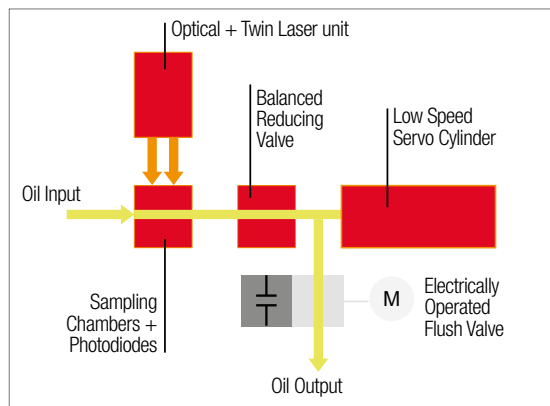 Optical + Twin Laser unit
Balanced
Reducing
Valve
Low Speed
Servo Cylinder
Oil Input
Sampling
Chambers +
Photodiodes
M
Electrically
Operated
Flush Valve
Oil Output